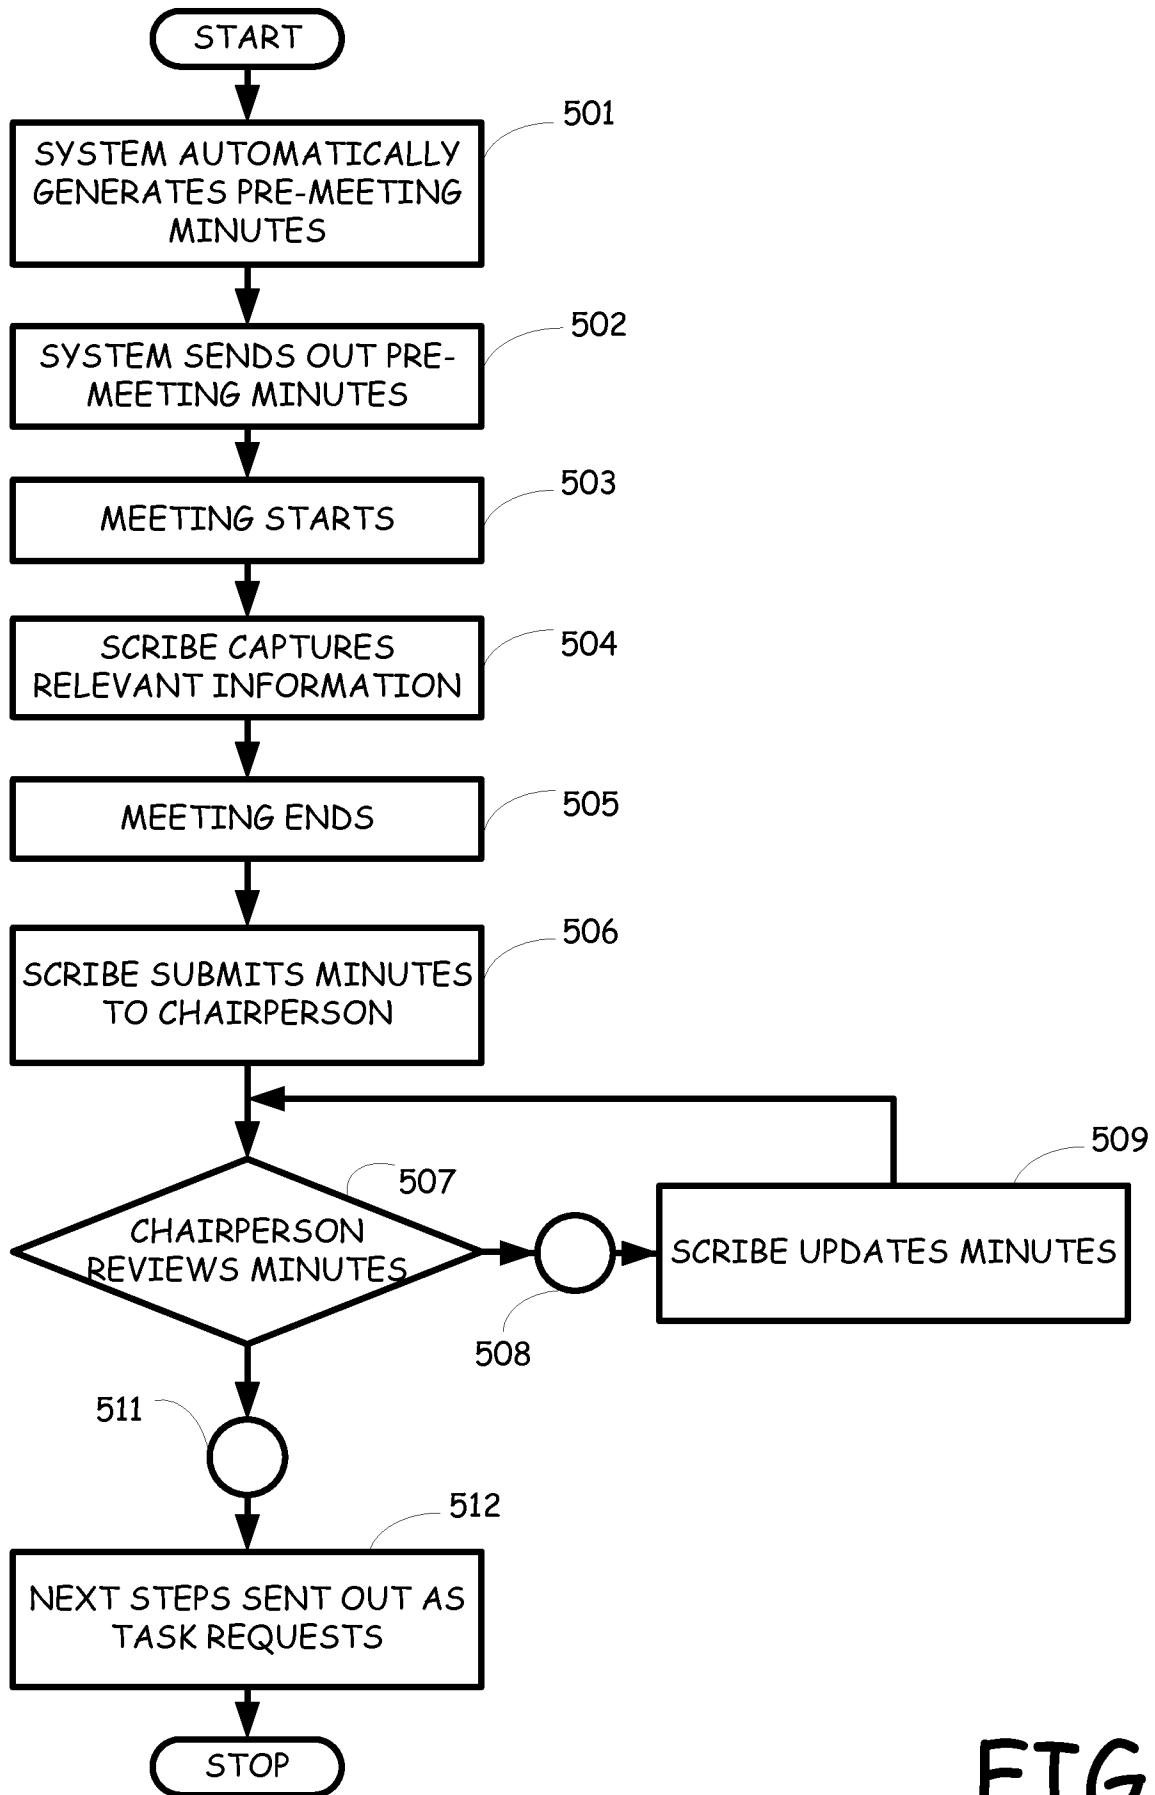 START
501
SYSTEM AUTOMATICALLY
GENERATES PRE-MEETING
MINUTES
502
SYSTEM SENDS OUT PRE-
MEETING MINUTES
503
MEETING STARTS
504
SCRIBE CAPTURES
RELEVANT INFORMATION
505
MEETING ENDS
506
SCRIBE SUBMITS MINUTES
TO CHAIRPERSON
507
CHAIRPERSON
REVIEWS MINUTES
508
509
SCRIBE UPDATES MINUTES
511
512
NEXT STEPS SENT OUT AS
TASK REQUESTS
STOP
FIG